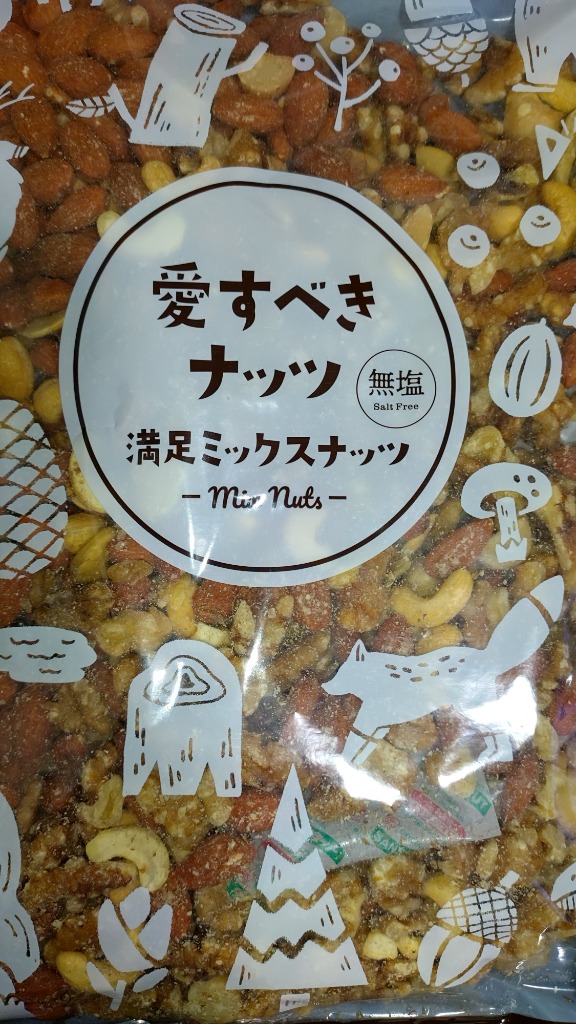 愛すべき
ナッツ
無塩
Salt Free
満足ミックスナッツ
- Mix Nuts -